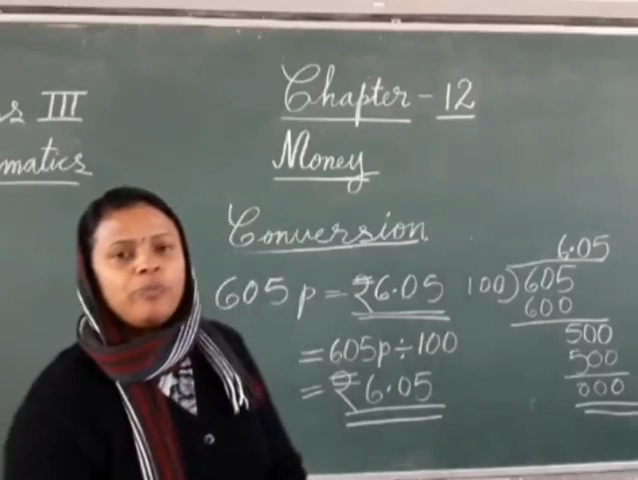 s III
matics
Chapter - 12
Money
Conversion
605 p = ₹6.05
= 605p ÷ 100
= ₹ 6.05
6.05
100)605
600
500
500
000